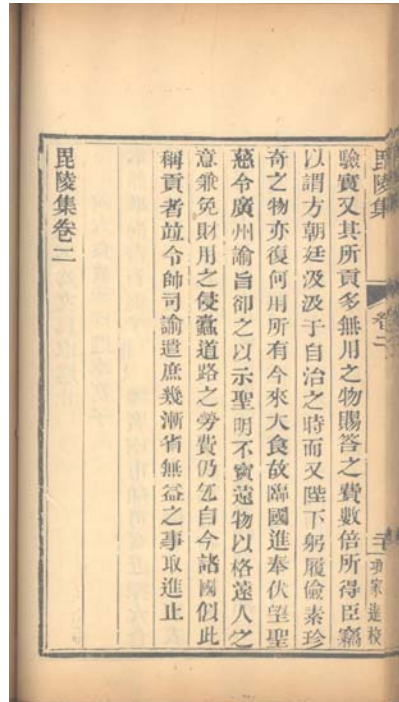 毘陵集 卷二
驗實又其所貢多無用之物賜答之費數倍所得臣竊
以謂方朝廷汲汲于自治之時而又陛下躬履儉素珍
奇之物亦復何用所有今來大食故臨國進奉伏望聖
慈令廣州諭旨卻之以示聖明不寳遠物以格遠人之
意兼免財用之侵蠹道路之勞費仍乞自今諸國似此
稱貢者竝令帥司諭遣庶幾漸省無益之事取進止
毘陵集卷二